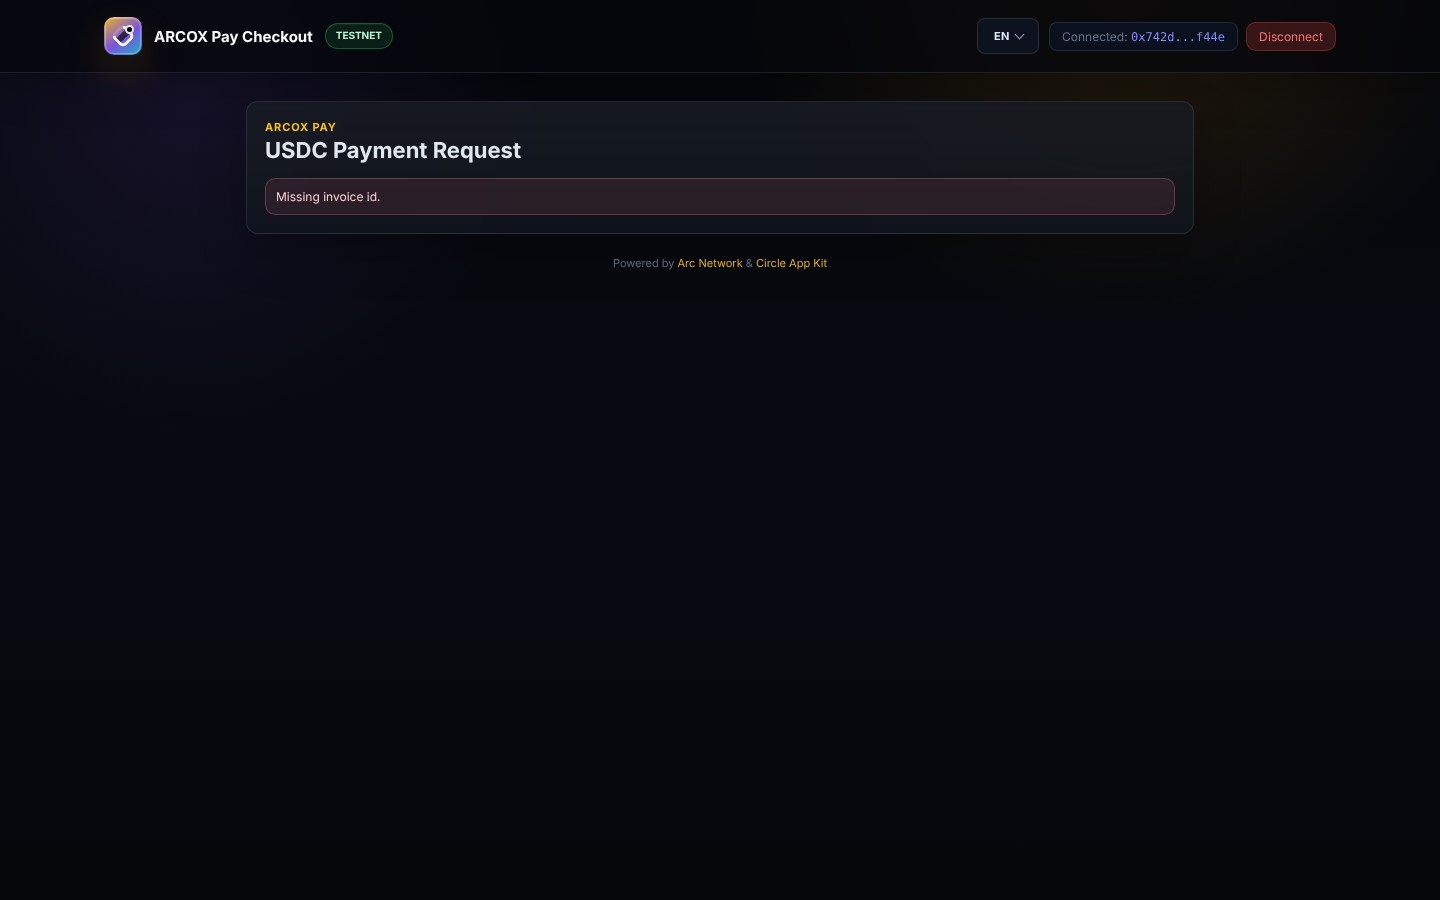 ARCOX Pay Checkout
TESTNET
EN
Connected: 0x742d...f44e
Disconnect
ARCOX PAY
USDC Payment Request
Missing invoice id.
Powered by Arc Network & Circle App Kit